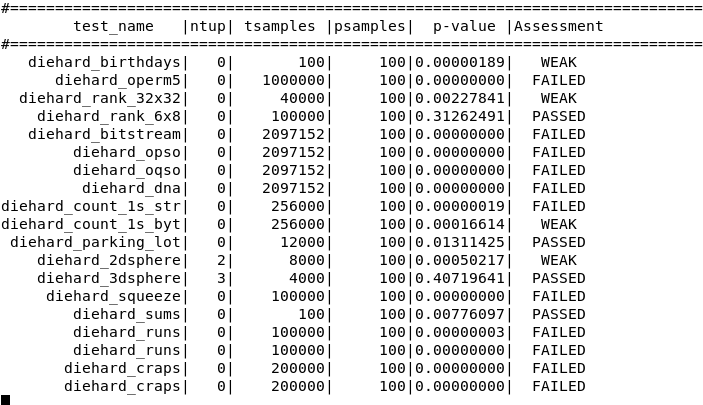 #=============================================================================
test_name |ntup| tsamples |psamples| p-value |Assessment
#=============================================================================
diehard_birthdays| 0| 100| 100|0.00000189| WEAK
diehard_operm5| 0| 1000000| 100|0.00000000| FAILED
diehard_rank_32x32| 0| 40000| 100|0.00227841| WEAK
diehard_rank_6x8| 0| 100000| 100|0.31262491| PASSED
diehard_bitstream| 0| 2097152| 100|0.00000000| FAILED
diehard_opso| 0| 2097152| 100|0.00000000| FAILED
diehard_oqso| 0| 2097152| 100|0.00000000| FAILED
diehard_dna| 0| 2097152| 100|0.00000000| FAILED
diehard_count_1s_str| 0| 256000| 100|0.00000019| FAILED
diehard_count_1s_byt| 0| 256000| 100|0.00016614| WEAK
diehard_parking_lot| 0| 12000| 100|0.01311425| PASSED
diehard_2dsphere| 2| 8000| 100|0.00050217| WEAK
diehard_3dsphere| 3| 4000| 100|0.40719641| PASSED
diehard_squeeze| 0| 100000| 100|0.00000000| FAILED
diehard_sums| 0| 100| 100|0.00776097| PASSED
diehard_runs| 0| 100000| 100|0.00000003| FAILED
diehard_runs| 0| 100000| 100|0.00000000| FAILED
diehard_craps| 0| 200000| 100|0.00000000| FAILED
diehard_craps| 0| 200000| 100|0.00000000| FAILED